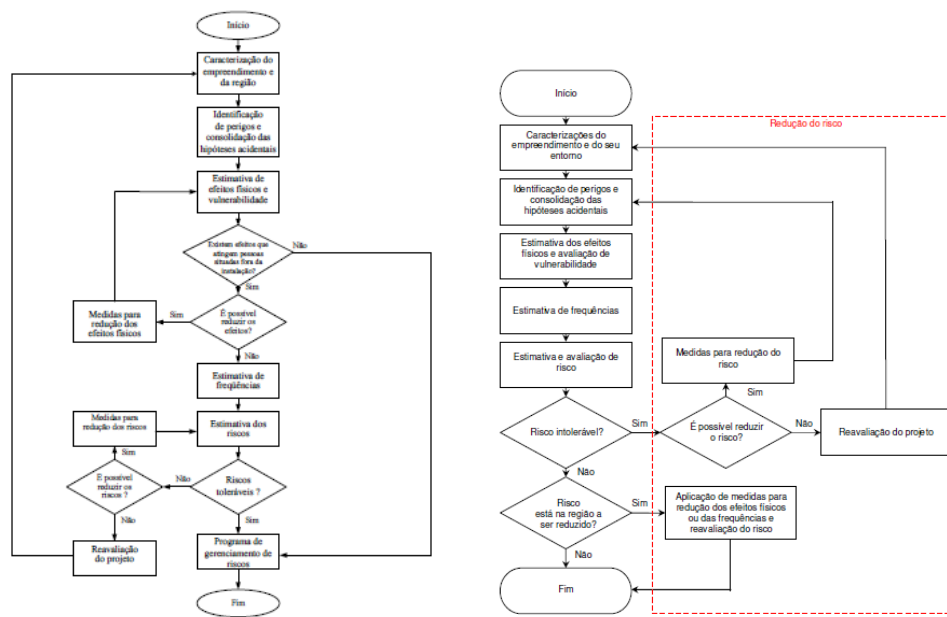 Início
Caracterização do
empreendimento e
da região
Identificação
de perigos e
consolidação das
hipóteses acidentais
Estimativa de
efeitos físicos e
vulnerabilidade
Existem efeitos que
atingem pessoas
situadas fora da
instalação?
Não
Sim
É possível
reduzir os
efeitos?
Sim
Medidas para
redução dos
efeitos físicos
Não
Estimativa de
freqüências
Medidas para
redução dos riscos
Estimativa dos
riscos
Sim
É possível
reduzir os
riscos ?
Não
Riscos
toleráveis ?
Não
Sim
Reavaliação
do projeto
Programa de
gerenciamento de
riscos
Fim
Início
Redução do risco
Caracterizações do
empreendimento e do seu
entorno
Identificação de perigos e
consolidação das
hipóteses acidentais
Estimativa dos efeitos
físicos e avaliação de
vulnerabilidade
Estimativa de frequências
Estimativa e avaliação de
risco
Medidas para redução do
risco
Sim
Risco intolerável?
Sim
É possível reduzir
o risco?
Não
Reavaliação do projeto
Não
Risco
está na região a
ser reduzido?
Sim
Aplicação de medidas para
redução dos efeitos físicos
ou das frequências e
reavaliação do risco
Não
Fim